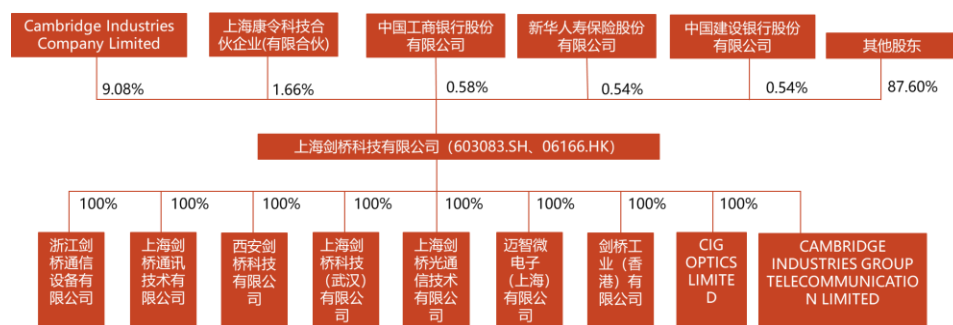 Cambridge Industries
Company Limited
上海康令科技合
伙企业(有限合伙)
中国工商银行股份
有限公司
新华人寿保险股份
有限公司
中国建设银行股份
有限公司
其他股东
9.08%
1.66%
0.58%
0.54%
0.54%
87.60%
上海剑桥科技有限公司（603083.SH、06166.HK）
100%
100%
100%
100%
100%
100%
100%
100%
浙江剑
桥通信
设备有
限公司
上海剑
桥通讯
技术有
限公司
西安剑
桥科技
有限公
司
上海剑
桥科技
（武汉）
有限公
司
上海剑
桥光通
信技术
有限公
司
迈智微
电子
（上海）
有限公
司
剑桥工
业（香
港）有
限公司
CIG
OPTICS
LIMITE
D
CAMBRIDGE
INDUSTRIES GROUP
TELECOMMUNICATIO
N LIMITED